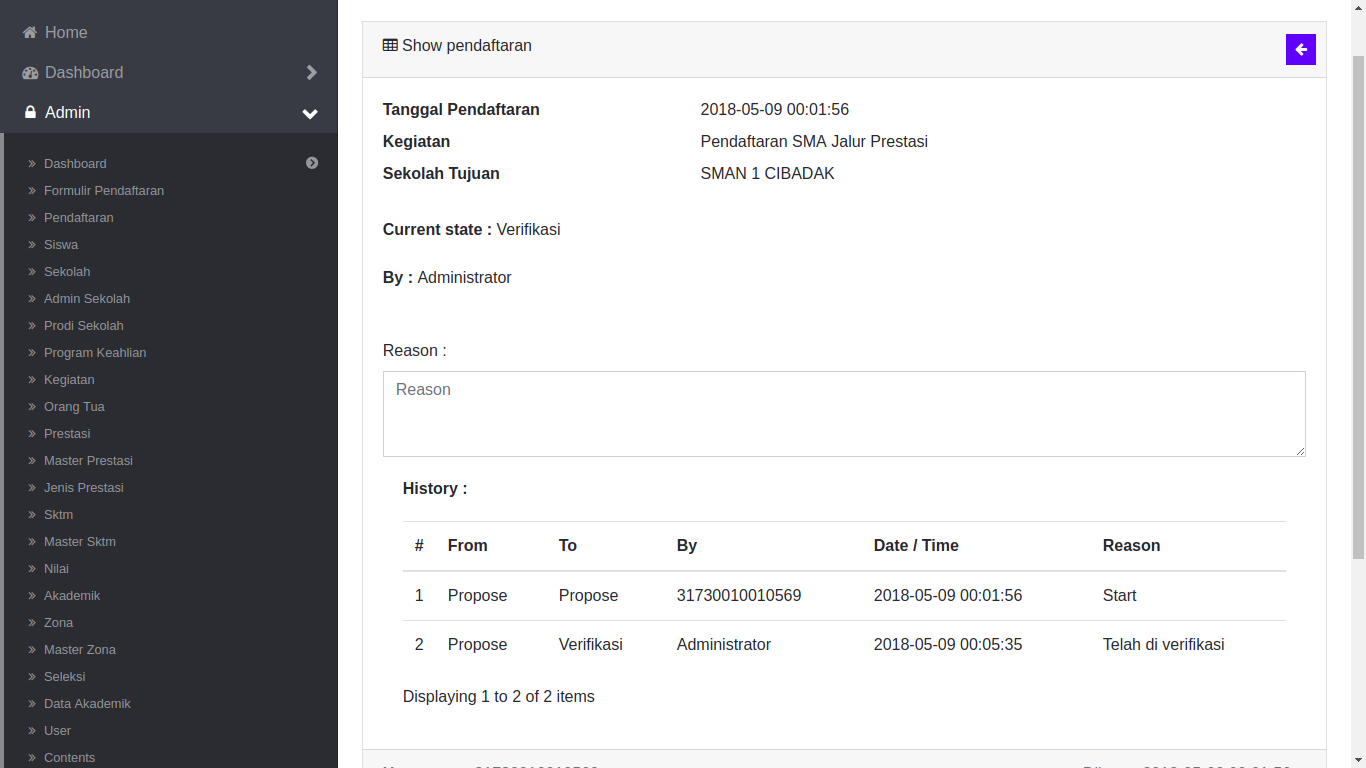 Home
Dashboard
Admin
Dashboard
Formulir Pendaftaran
Pendaftaran
Siswa
Sekolah
Admin Sekolah
Prodi Sekolah
Program Keahlian
Kegiatan
Orang Tua
Prestasi
Master Prestasi
Jenis Prestasi
Sktm
Master Sktm
Nilai
Akademik
Zona
Master Zona
Seleksi
Data Akademik
User
Contents
Show pendaftaran
Tanggal Pendaftaran 2018-05-09 00:01:56
Kegiatan Pendaftaran SMA Jalur Prestasi
Sekolah Tujuan SMAN 1 CIBADAK
Current state : Verifikasi
By : Administrator
Reason :
Reason
History :
# From To By Date / Time Reason
1 Propose Propose 31730010010569 2018-05-09 00:01:56 Start
2 Propose Verifikasi Administrator 2018-05-09 00:05:35 Telah di verifikasi
Displaying 1 to 2 of 2 items